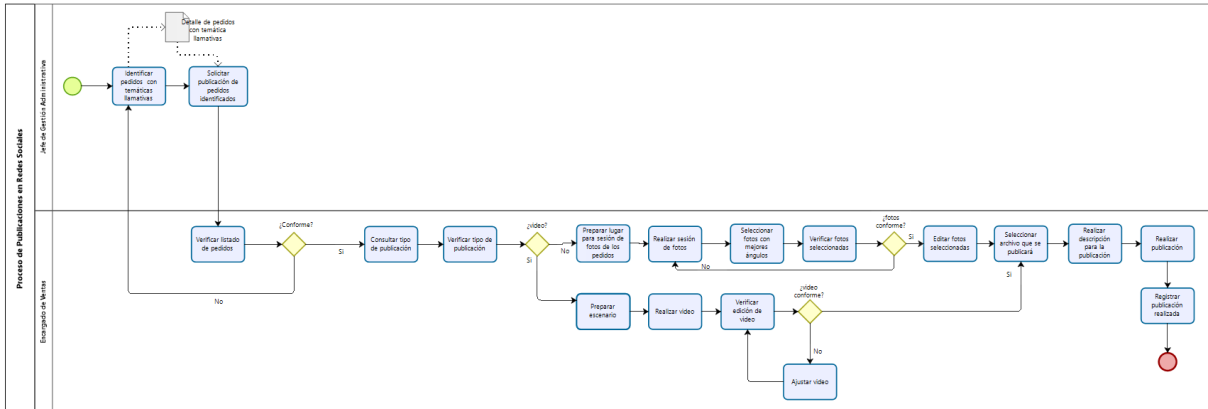 Proceso de Publicaciones en Redes Sociales
Jefe de Gestión Administrativa
Detalle de pedidos
con temática
llamativas
Identificar
pedidos con
temáticas
llamativas
Solicitar
publicación de
pedidos
identificados
Encargado de Ventas
Verificar listado
de pedidos
¿Conforme?
Si
No
Consultar tipo
de publicación
Verificar tipo de
publicación
¿video?
No
Si
Preparar lugar
para sesión de
fotos de los
pedidos
Realizar sesión
de fotos
Seleccionar
fotos con
mejores
ángulos
Verificar fotos
seleccionadas
¿fotos
conforme?
Si
No
Editar fotos
seleccionadas
Seleccionar
archivo que se
publicará
Realizar
descripción
para la
publicación
Realizar
publicación
Registrar
publicación
realizada
Preparar
escenario
Realizar video
Verificar
edición de
video
¿video
conforme?
Si
No
Ajustar video